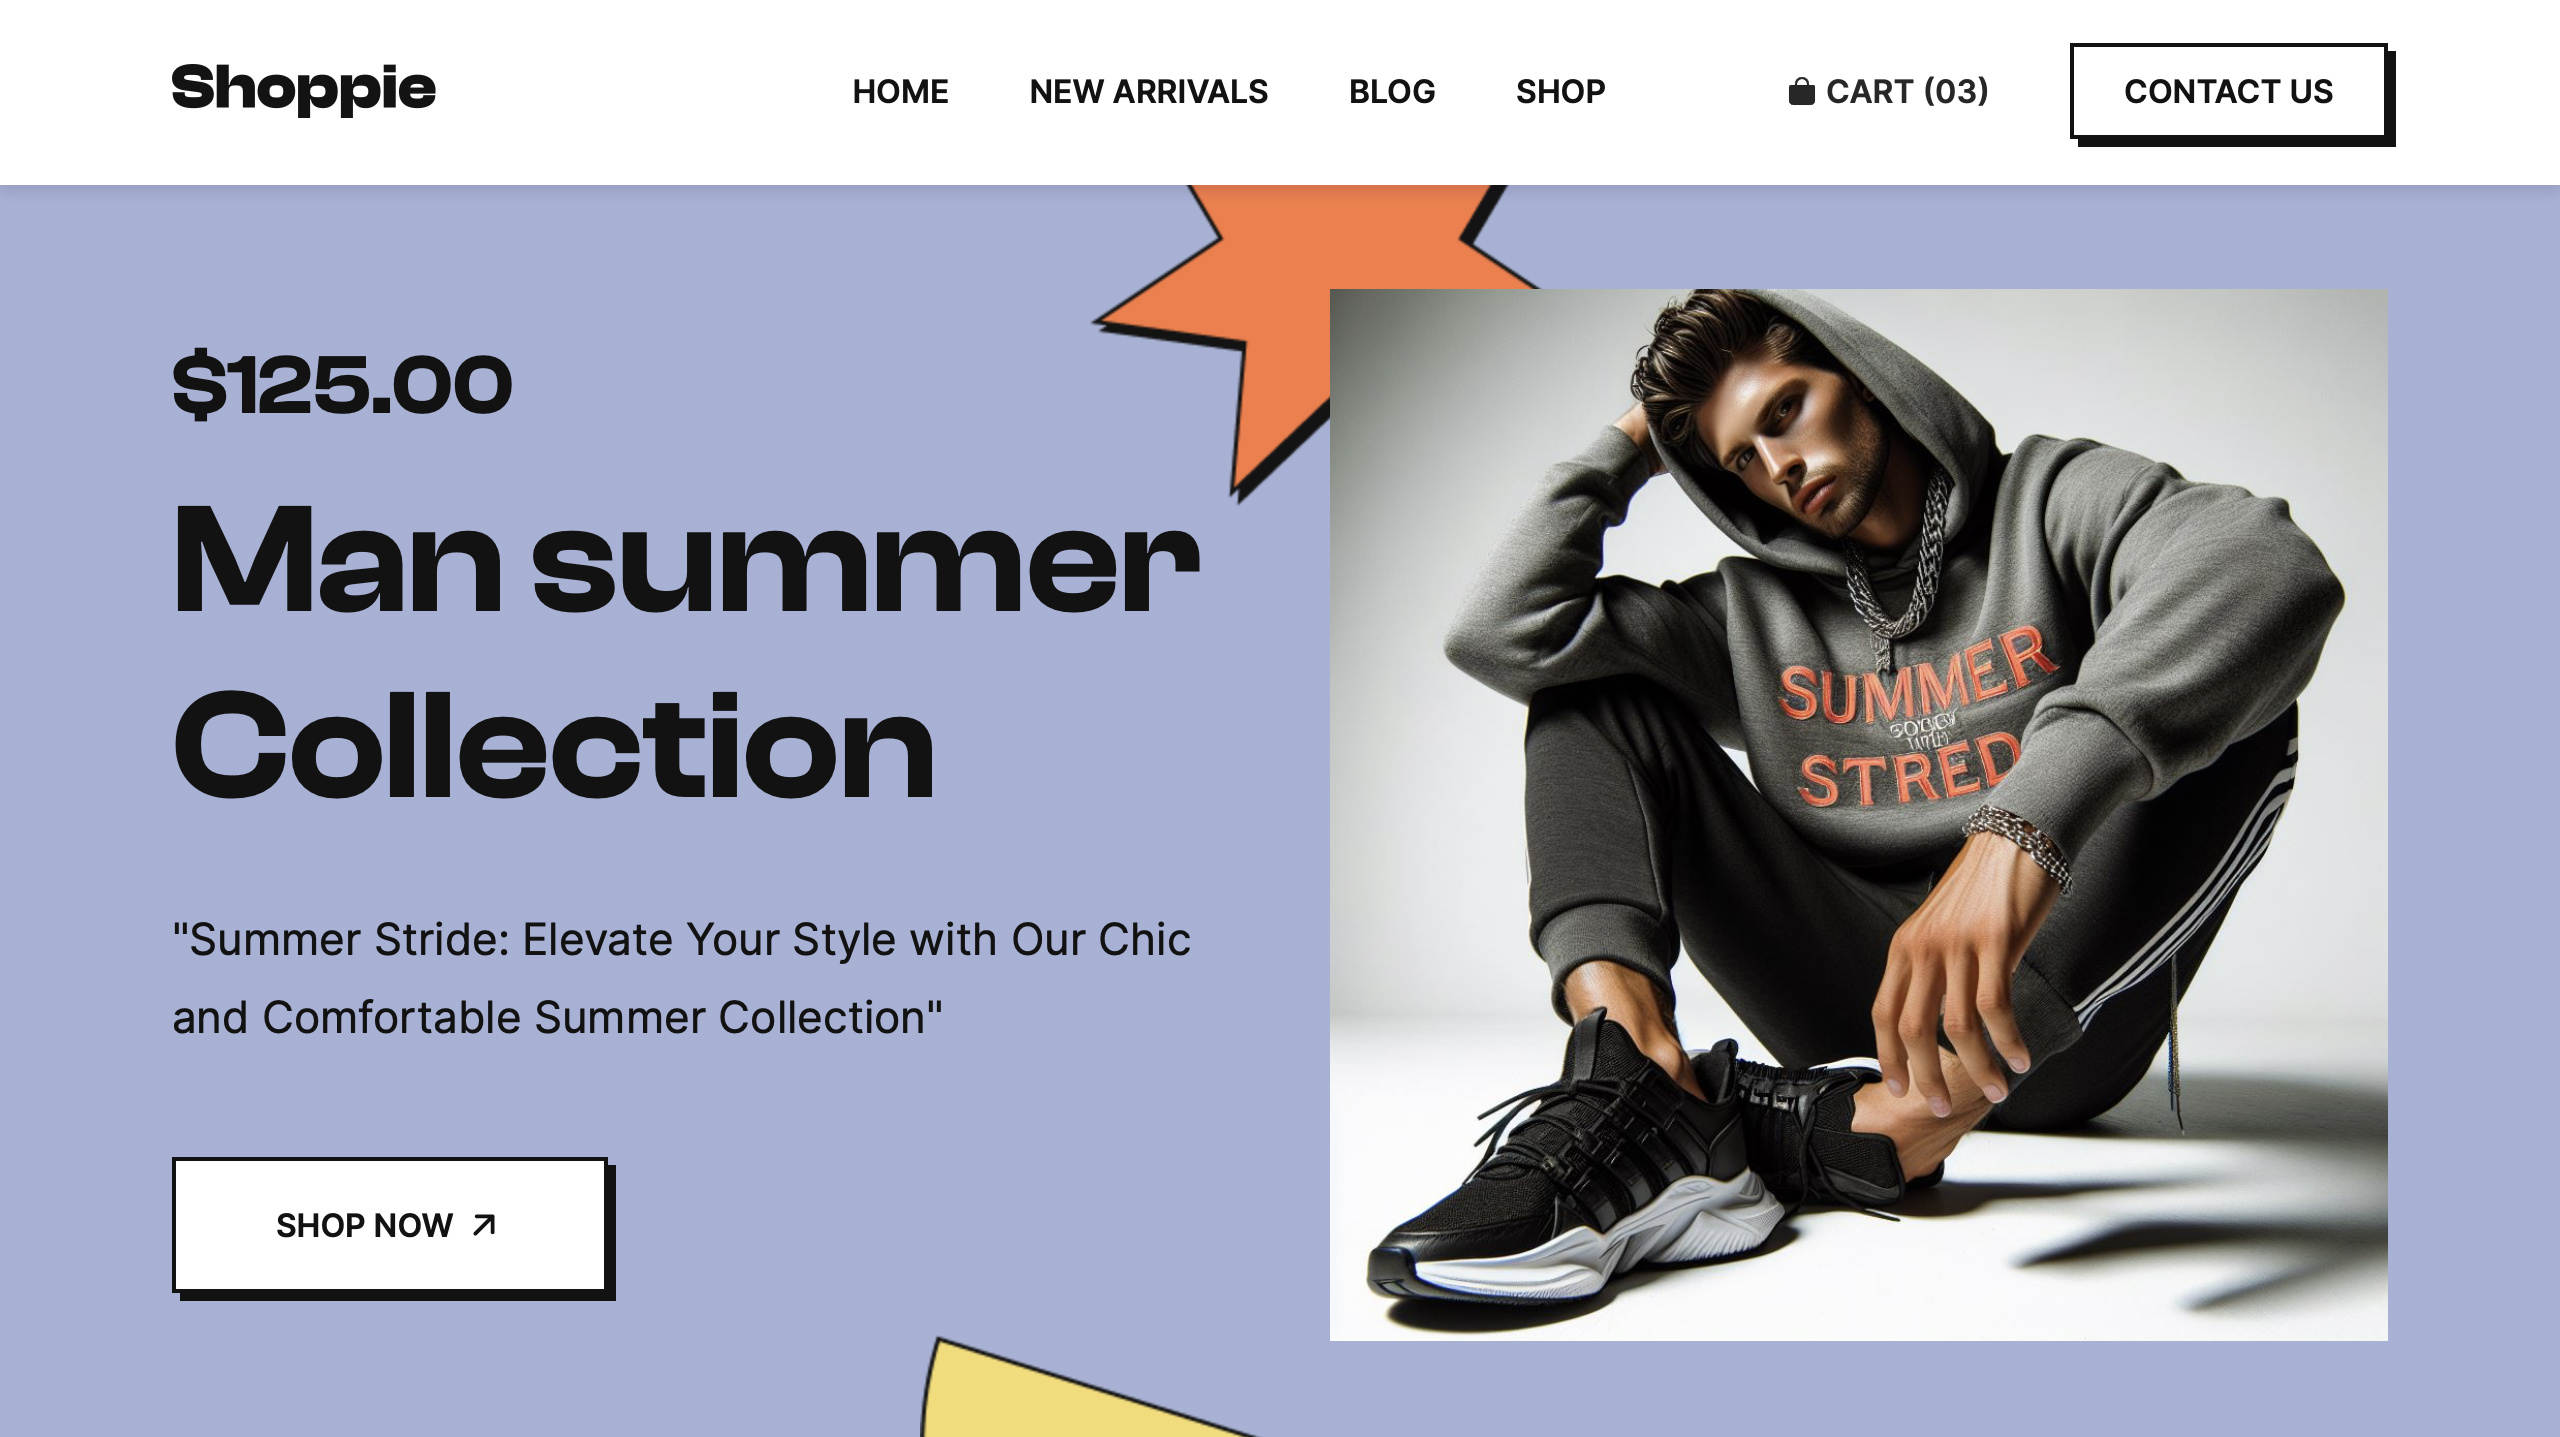 Shoppie
HOME
NEW ARRIVALS
BLOG
SHOP
CART (03)
CONTACT US
$125.00
Man summer
Collection
"Summer Stride: Elevate Your Style with Our Chic
and Comfortable Summer Collection"
SHOP NOW
SUMMER
STRED